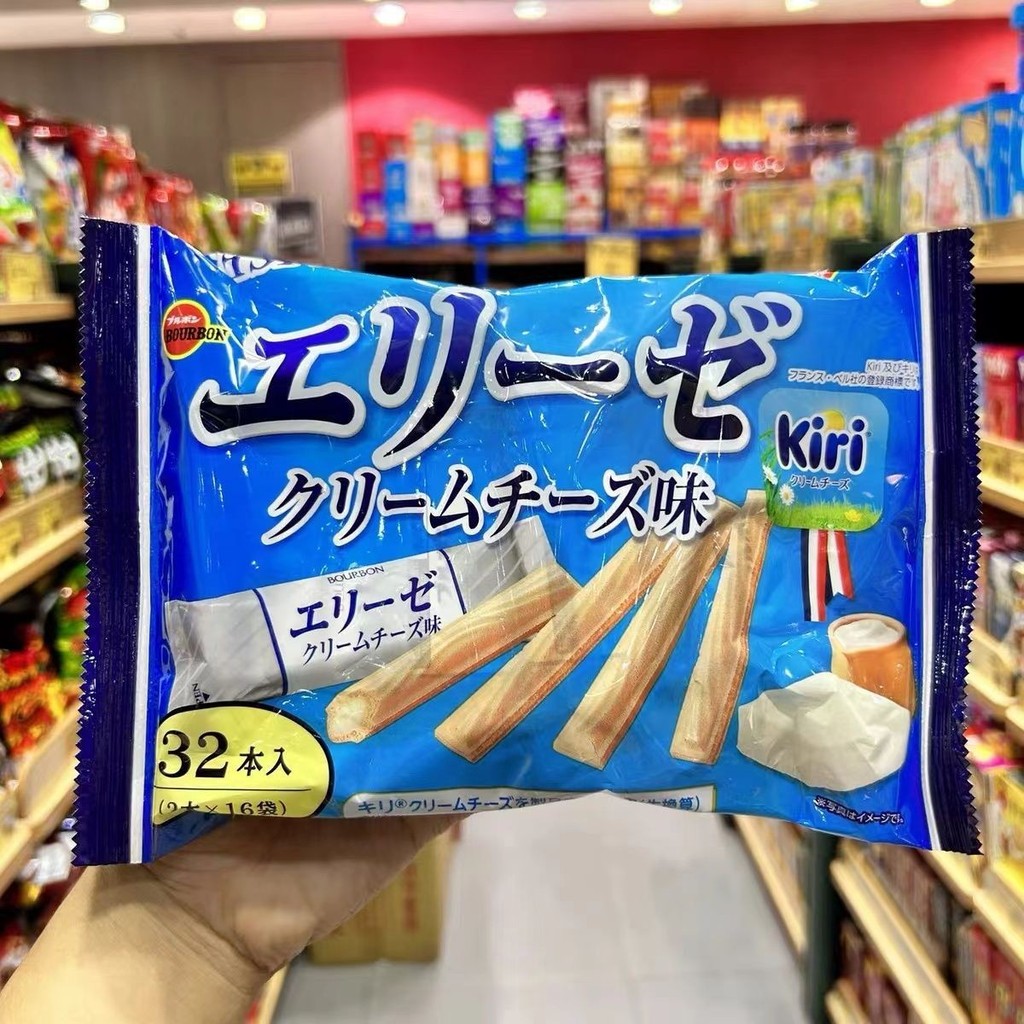 ブルボン
BOURBON
エリーゼ
クリームチーズ味
Kiri 及びキリ
フランス・ベル社の登録商標です
Kiri
クリームチーズ
BOURBON
エリーゼ
クリームチーズ味
32本入
(2本×16袋)
キリ®クリームチーズを
※写真はイメージです。